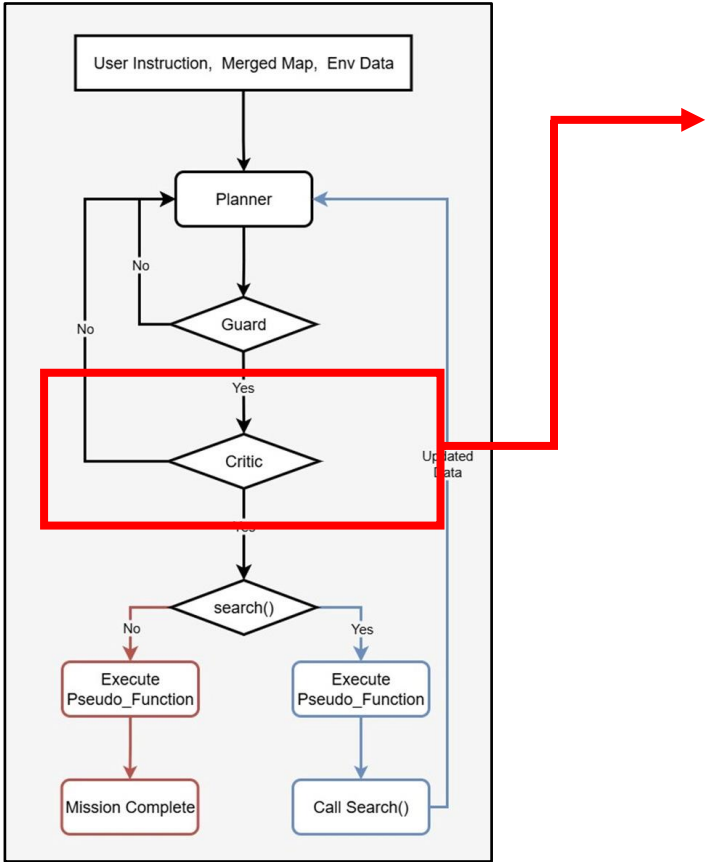 User Instruction, Merged Map, Env Data
Planner
No
Guard
No
Yes
Critic
Updated
Data
Yes
search()
No
Yes
Execute
Pseudo_Function
Execute
Pseudo_Function
Mission Complete
Call Search()